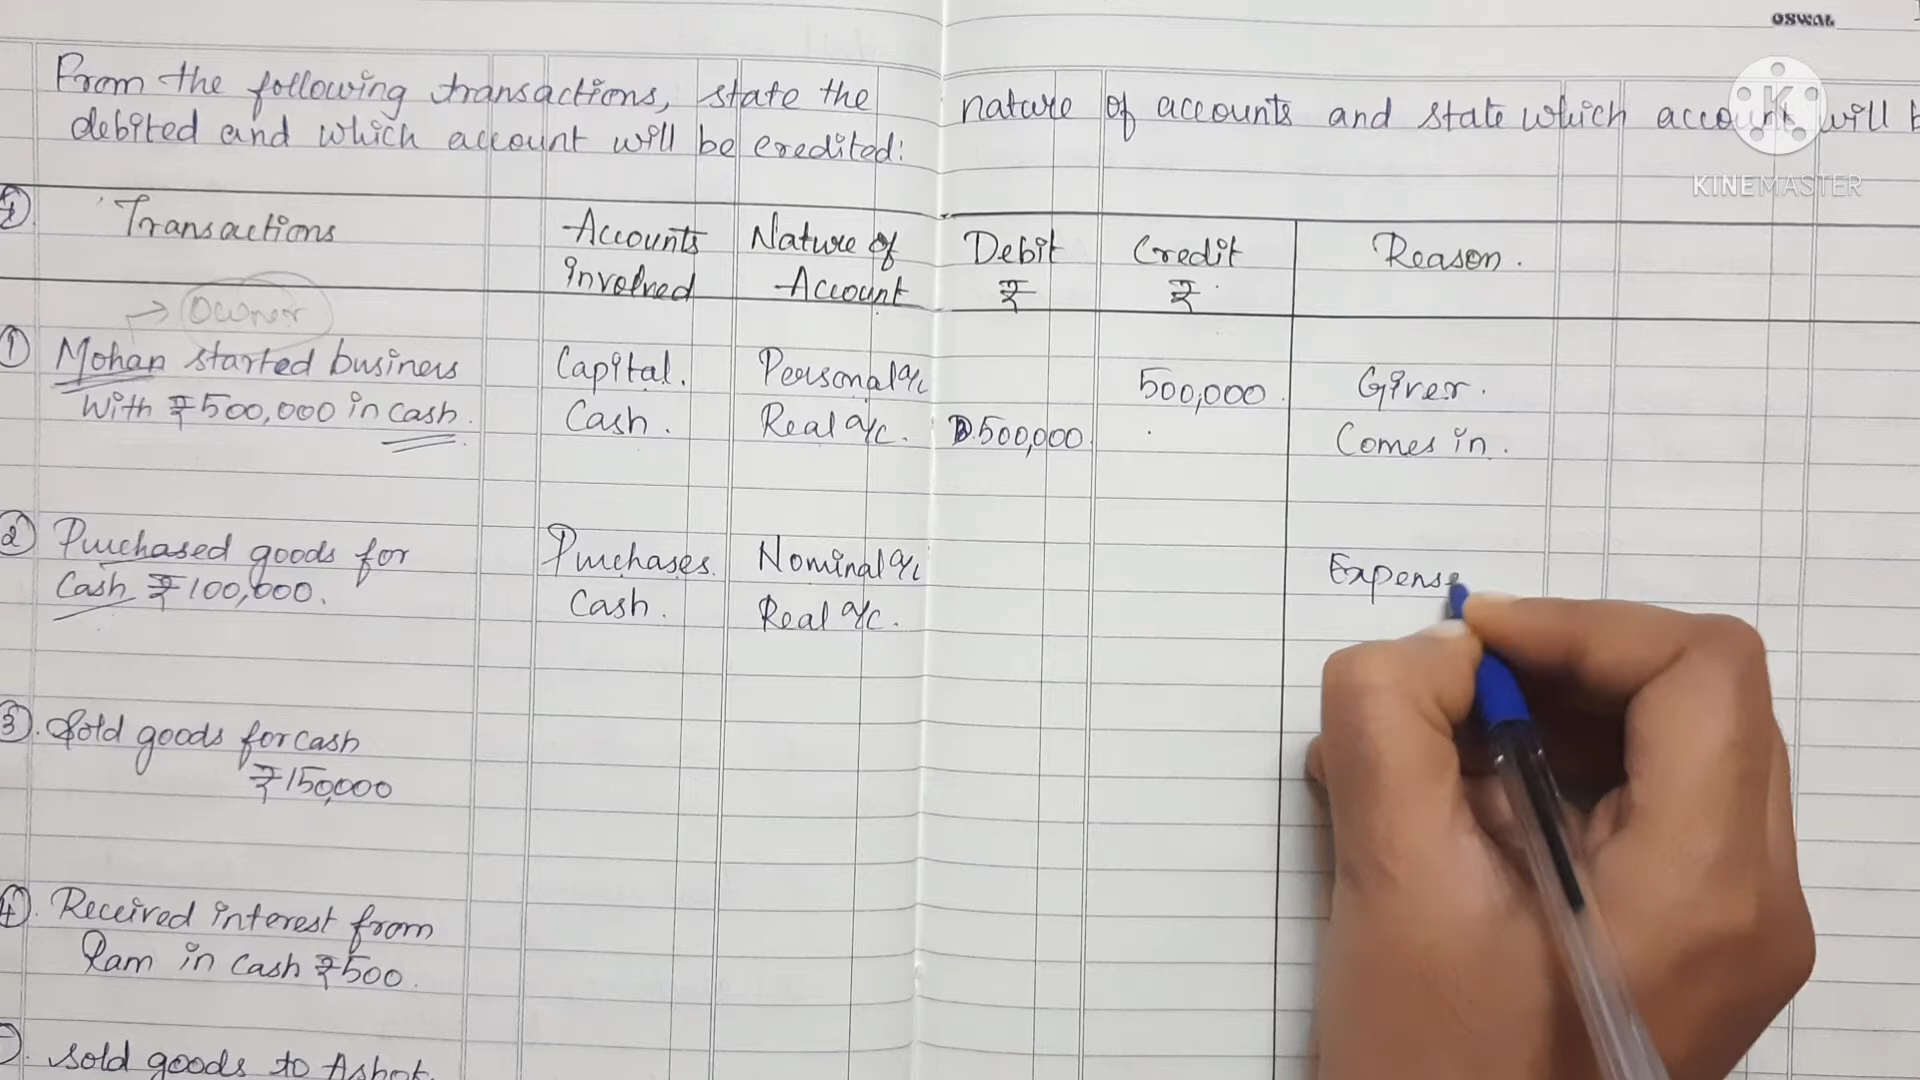 OSWAL
From the following transactions, state the nature of accounts and state which account will b
debited and which account will be credited:
KINEMASTER
Transactions Accounts Involved Nature of Account Debit ₹ Credit ₹ Reason.
→ Owner
① Mohan started business Capital. Personal a/c 500,000. Giver.
With ₹500,000 in cash. Cash. Real a/c. 500,000. Comes in.
② Purchased goods for Purchases. Nominal a/c Expense
Cash ₹100,000. Cash. Real a/c.
③. Sold goods for cash
₹150,000
④. Received interest from
Ram in cash ₹500.
sold goods to Ashok.